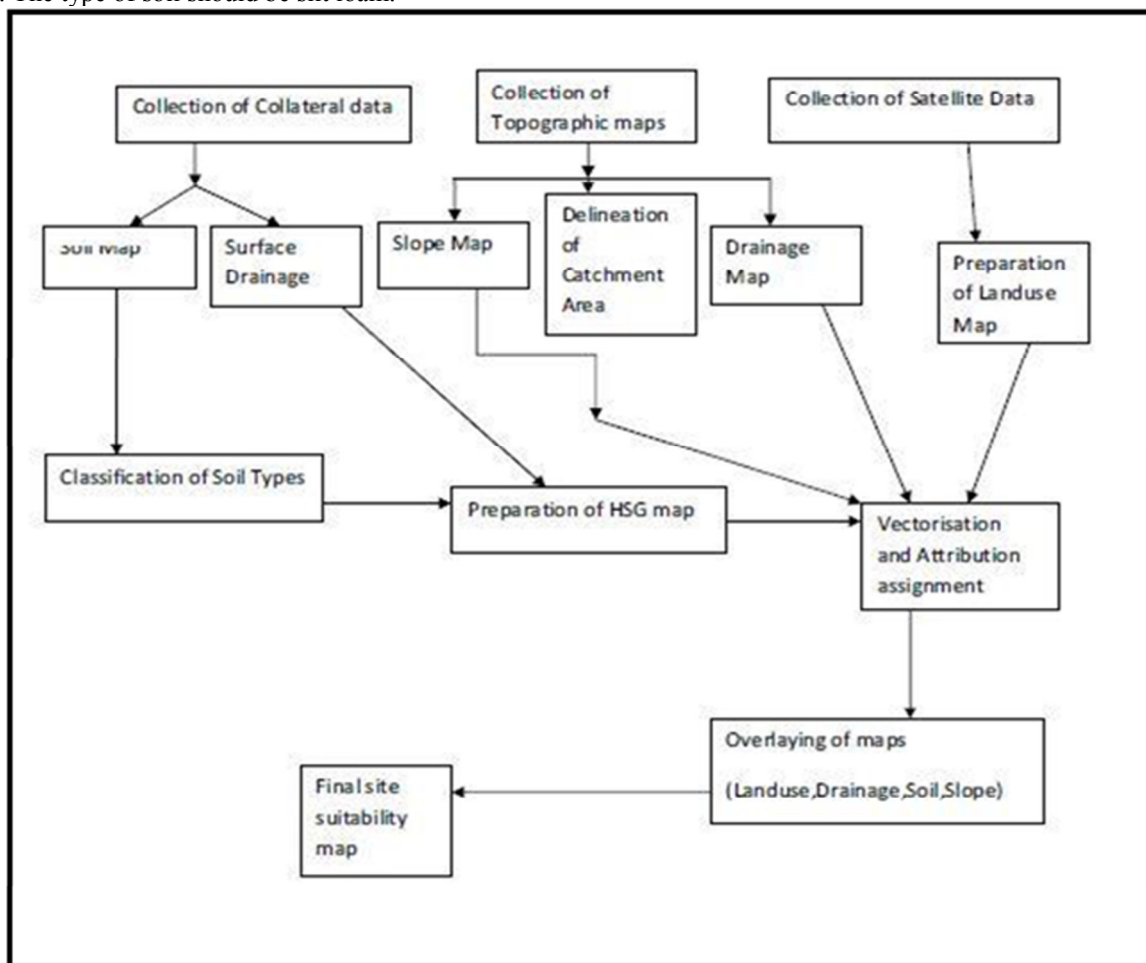 Collection of Collateral data
Collection of
Topographic maps
Collection of Satellite Data
Map
Surface
Drainage
Slope Map
Delineation
of
Catchment
Area
Drainage
Map
Preparation
of Landuse
Map
Classification of Soil Types
Preparation of HSG map
Vectorisation
and Attribution
assignment
Overlaying of maps
(Landuse,Drainage,Soil,Slope)
Final site
suitability
map